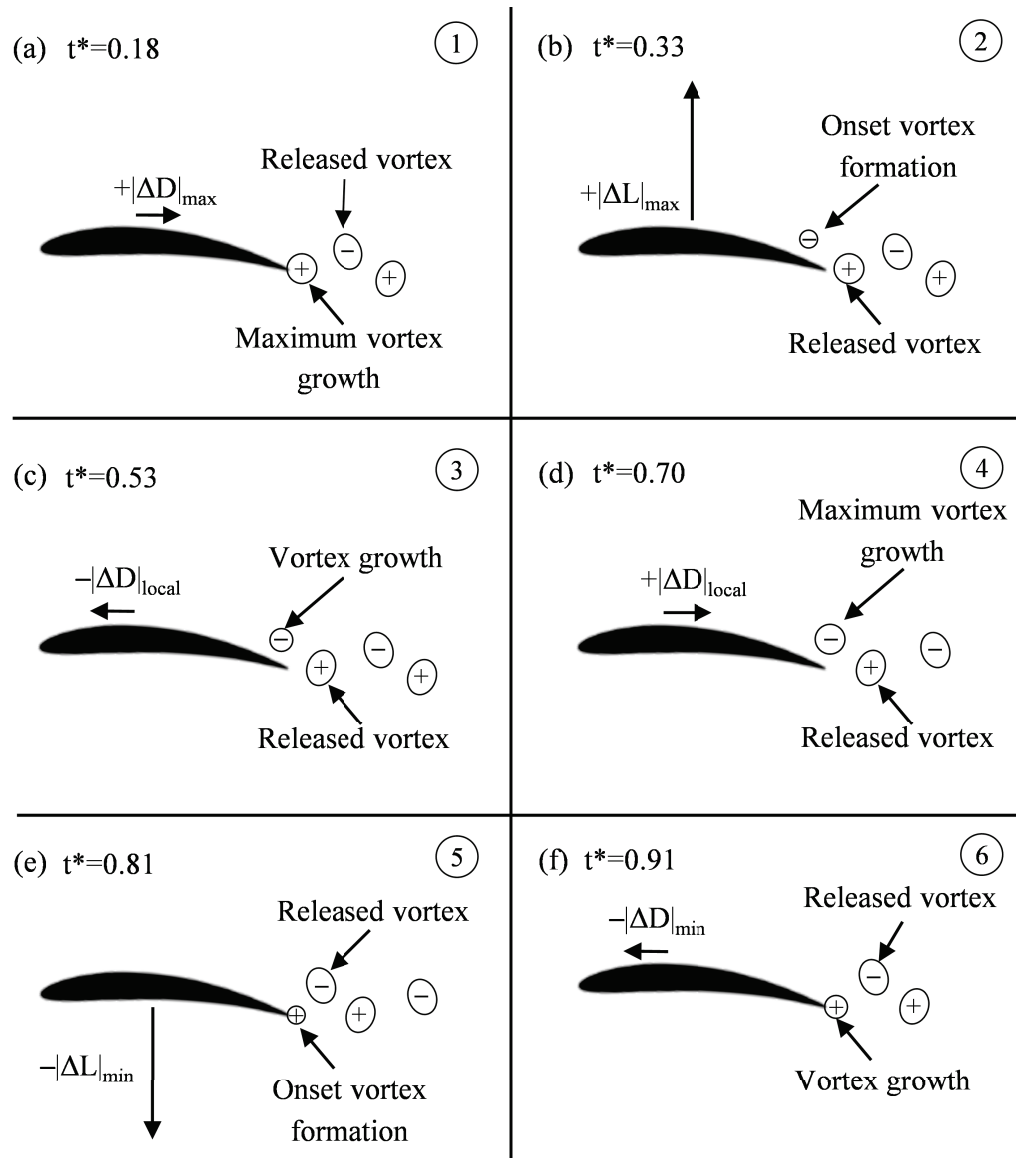 (a) t*=0.18
1
Released vortex
+|ΔD|max
+
−
+
Maximum vortex
growth
(b) t*=0.33
2
Onset vortex
formation
+|ΔL|max
−
+
−
+
Released vortex
(c) t*=0.53
3
Vortex growth
−|ΔD|local
−
+
−
+
Released vortex
(d) t*=0.70
4
Maximum vortex
growth
+|ΔD|local
−
+
−
Released vortex
(e) t*=0.81
5
Released vortex
−
+
+
−
−|ΔL|min
Onset vortex
formation
(f) t*=0.91
6
Released vortex
−|ΔD|min
−
+
+
Vortex growth